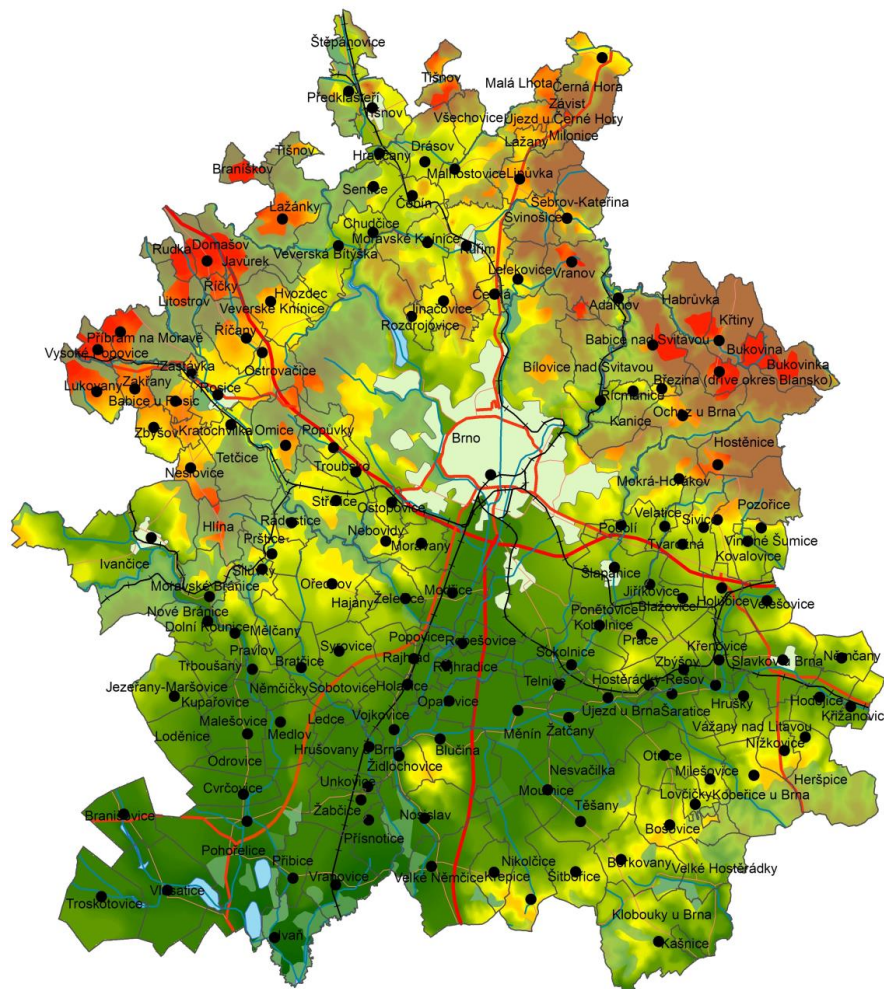 Štěpánovice
Tišnov
Malá Lhota
Černá Hora
Předklášteří
Závist
Tišnov
Všechovice
Újezd u Černé Hory
Milonice
Drásov
Lažany
Tišnov
Hradčany
Malhostovice
Lipůvka
Braníškov
Sentice
Čebín
Šebrov-Kateřina
Lažánky
Svinošice
Chudčice
Rudka
Domašov
Veverská Bítýška
Moravské Knínice
Kuřim
Javůrek
Lelekovice
Vranov
Říčky
Habrůvka
Litostrov
Hvozdec
Česká
Adamov
Veverské Knínice
Jinačovice
Křtiny
Rozdrojovice
Příbram na Moravě
Říčany
Babice nad Svitavou
Bukovina
Vysoké Popovice
Zastávka
Ostrovačice
Bílovice nad Svitavou
Bukovinka
Lukovany
Zakřany
Rosice
Březina (dříve okres Blansko)
Babice u Rosic
Řícmanice
Ochoz u Brna
Zbýšov
Kratochvilka
Omice
Popůvky
Brno
Kanice
Tetčice
Hostěnice
Neslovice
Troubsko
Mokrá-Horákov
Střelice
Ostopovice
Pozořice
Hlína
Radostice
Nebovidy
Velatice
Sivice
Podolí
Ivančice
Prštice
Moravany
Tvarožná
Viničné Šumice
Kovalovice
Silůvky
Šlapanice
Moravské Bránice
Ořechov
Modřice
Jiříkovice
Hajany
Želešice
Blažovice
Holubice
Velešovice
Nové Bránice
Ponětovice
Dolní Kounice
Mělčany
Popovice
Rebešovice
Kobylnice
Prace
Pravlov
Syrovice
Křenovice
Trboušany
Bratčice
Rajhrad
Rajhradice
Sokolnice
Zbýšov
Slavkov u Brna
Němčany
Jezeřany-Maršovice
Němčičky
Sobotovice
Holasice
Telnice
Hostěrádky-Rešov
Kupařovice
Opatovice
Újezd u Brna
Šaratice
Hrušky
Hodějice
Křižanovice
Malešovice
Ledce
Vojkovice
Vážany nad Litavou
Loděnice
Medlov
Měnín
Žatčany
Hrušovany u Brna
Blučina
Nížkovice
Židlochovice
Otnice
Odrovice
Unkovice
Nesvačilka
Milešovice
Heršpice
Cvrčovice
Moutnice
Lovčičky
Kobeřice u Brna
Žabčice
Těšany
Branišovice
Nosislav
Bošovice
Přísnotice
Pohořelice
Přibice
Nikolčice
Borkovany
Vranovice
Velké Němčice
Křepice
Šitbořice
Velké Hostěrádky
Vlasatice
Troskotovice
Klobouky u Brna
Ivaň
Kašnice